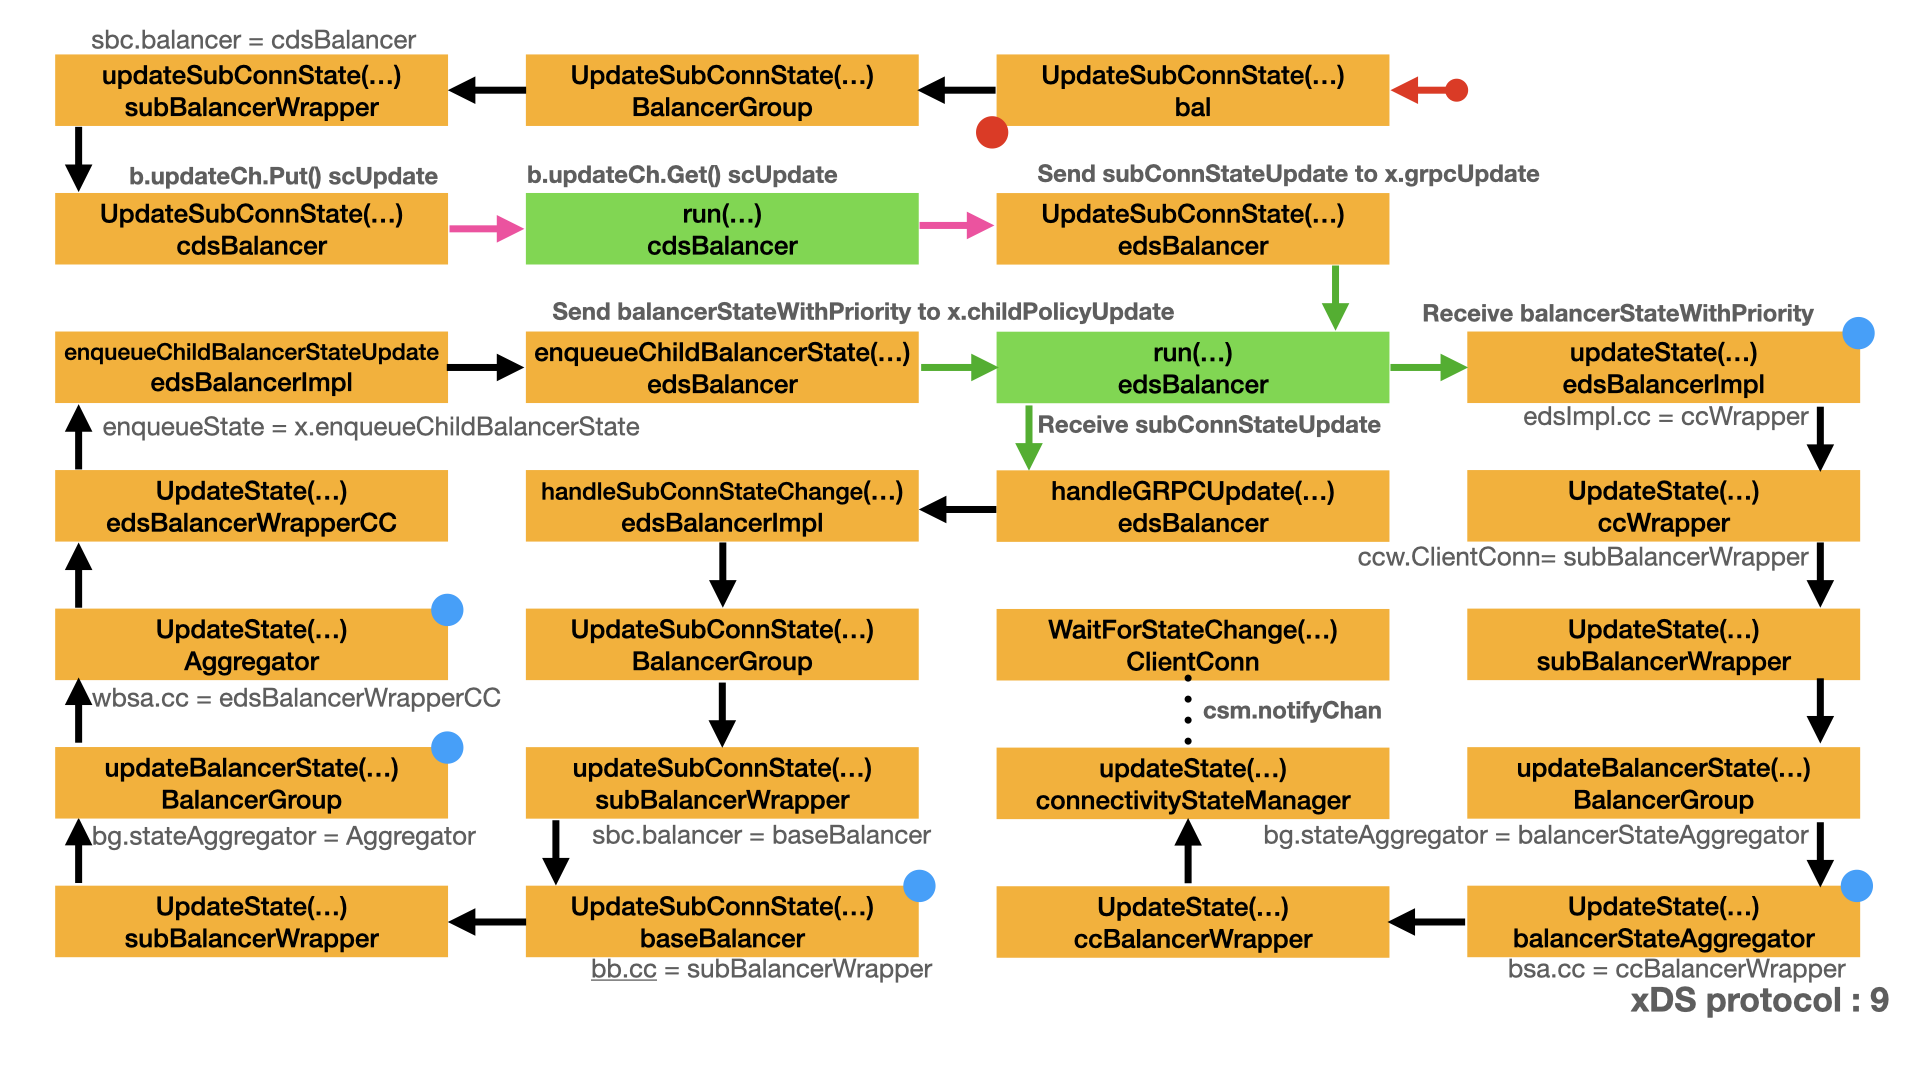 sbc.balancer = cdsBalancer
updateSubConnState(…)
subBalancerWrapper
UpdateSubConnState(…)
BalancerGroup
UpdateSubConnState(…)
bal
b.updateCh.Put() scUpdate
b.updateCh.Get() scUpdate
Send subConnStateUpdate to x.grpcUpdate
UpdateSubConnState(…)
cdsBalancer
run(…)
cdsBalancer
UpdateSubConnState(…)
edsBalancer
Send balancerStateWithPriority to x.childPolicyUpdate
Receive balancerStateWithPriority
enqueueChildBalancerStateUpdate
edsBalancerImpl
enqueueChildBalancerState(…)
edsBalancer
run(…)
edsBalancer
updateState(…)
edsBalancerImpl
enqueueState = x.enqueueChildBalancerState
Receive subConnStateUpdate
edsImpl.cc = ccWrapper
UpdateState(…)
edsBalancerWrapperCC
handleSubConnStateChange(…)
edsBalancerImpl
handleGRPCUpdate(…)
edsBalancer
UpdateState(…)
ccWrapper
ccw.ClientConn= subBalancerWrapper
UpdateState(…)
Aggregator
UpdateSubConnState(…)
BalancerGroup
WaitForStateChange(…)
ClientConn
UpdateState(…)
subBalancerWrapper
wbsa.cc = edsBalancerWrapperCC
csm.notifyChan
updateBalancerState(…)
BalancerGroup
updateSubConnState(…)
subBalancerWrapper
updateState(…)
connectivityStateManager
updateBalancerState(…)
BalancerGroup
bg.stateAggregator = Aggregator
sbc.balancer = baseBalancer
bg.stateAggregator = balancerStateAggregator
UpdateState(…)
subBalancerWrapper
UpdateSubConnState(…)
baseBalancer
UpdateState(…)
ccBalancerWrapper
UpdateState(…)
balancerStateAggregator
bb.cc = subBalancerWrapper
bsa.cc = ccBalancerWrapper
xDS protocol : 9